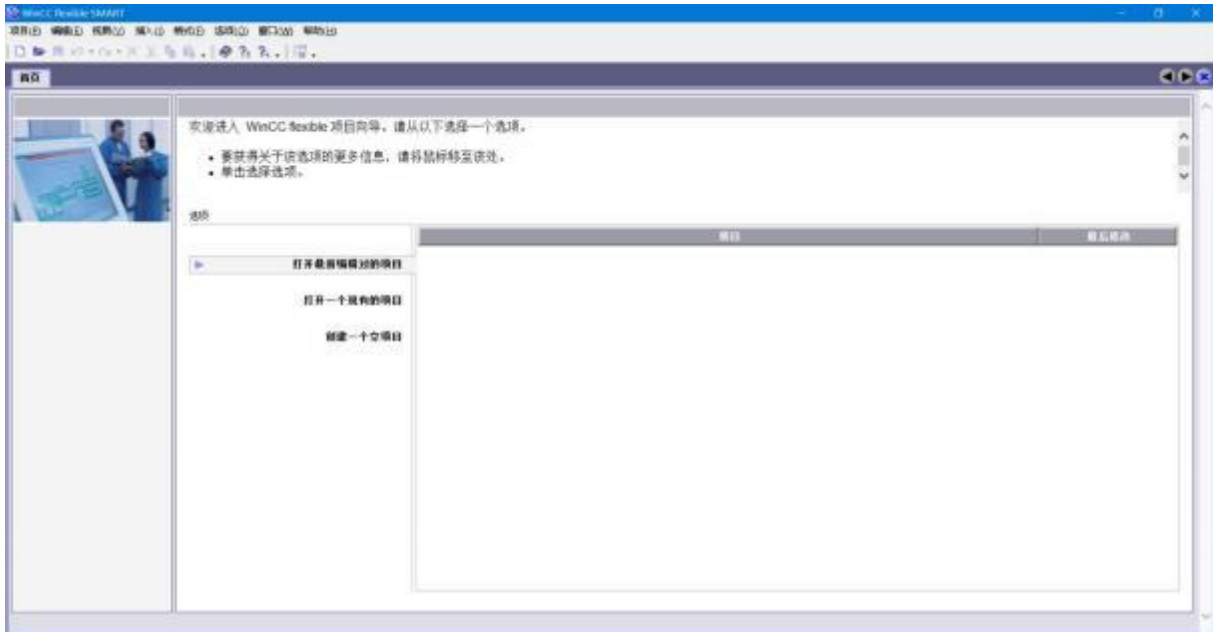 WinCC flexible SMART
项目(P) 编辑(E) 视图(V) 插入(I) 格式(F) 选项(O) 窗口(W) 帮助(H)
首页
欢迎进入 WinCC flexible 项目向导。请从以下选择一个选项。
• 要获得关于该选项的更多信息，请将鼠标移至该处。
• 单击选择选项。
选项
项目 最后修改
打开最后编辑过的项目
打开一个现有的项目
创建一个空项目